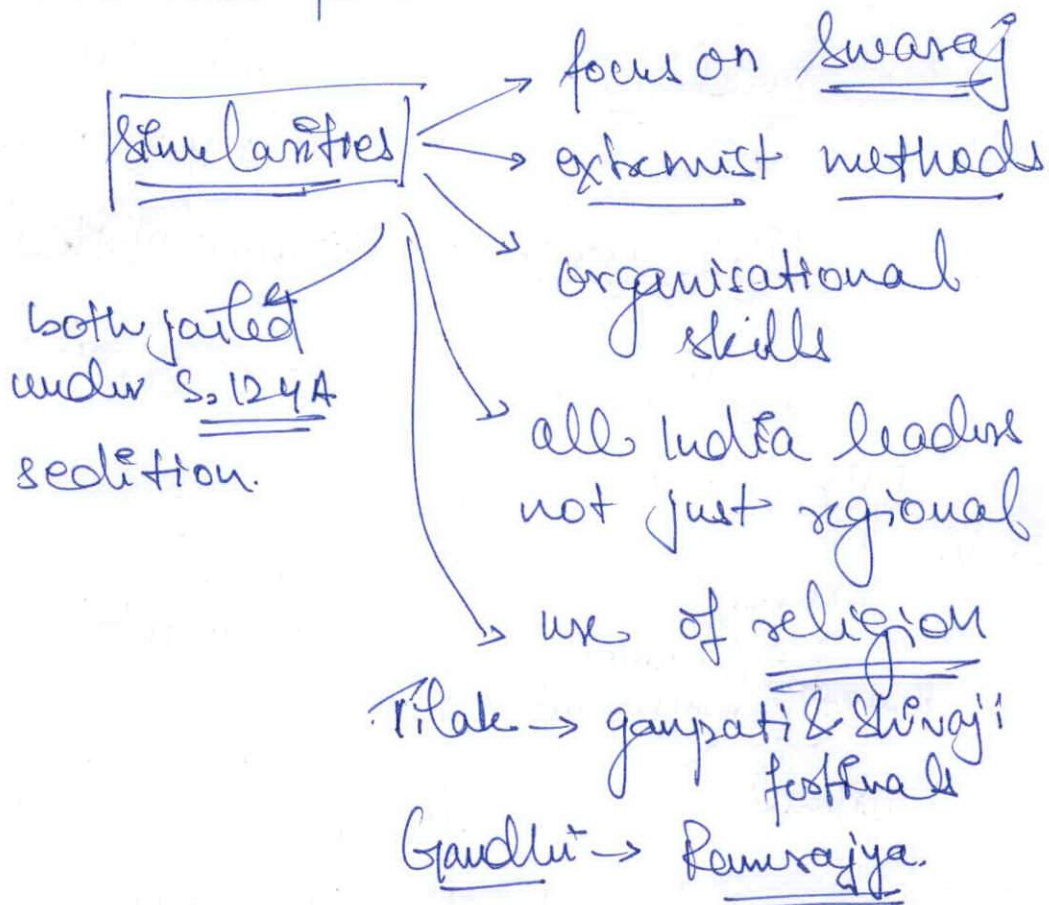 similarities
focus on Swaraj
extremist methods
organisational
skills
both jailed
under S. 124A
sedition.
all India leaders
not just regional
use of religion
Tilak → ganpati & Shivaji
festivals
Gandhi → Ramrajya.